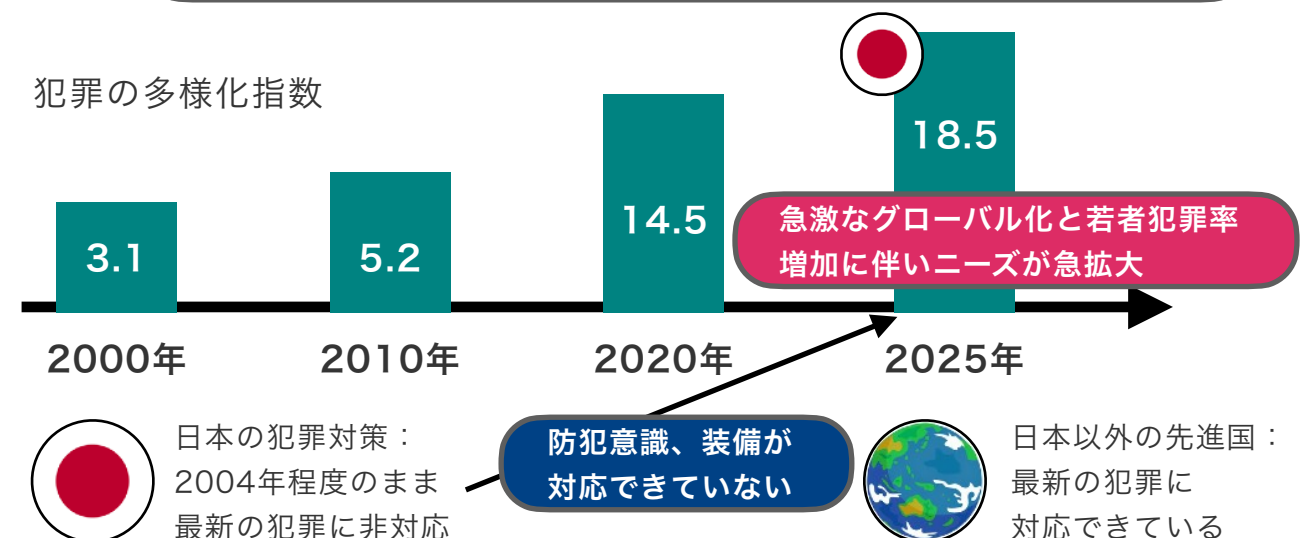 犯罪の多様化指数
3.1
5.2
14.5
18.5
急激なグローバル化と若者犯罪率
増加に伴いニーズが急拡大
2000年
2010年
2020年
2025年
日本の犯罪対策：
2004年程度のまま
最新の犯罪に非対応
防犯意識、装備が
対応できていない
日本以外の先進国：
最新の犯罪に
対応できている